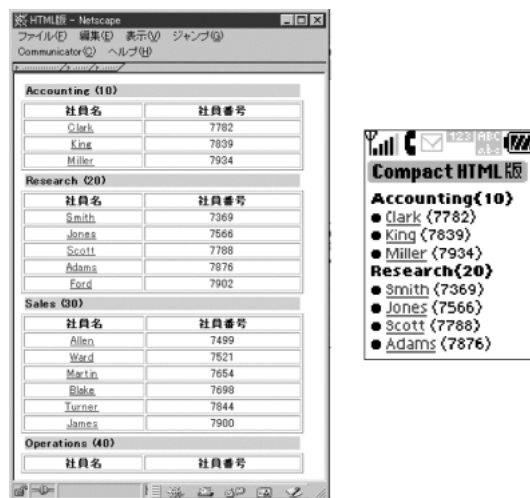 HTML版 - Netscape
ファイル(F) 編集(E) 表示(V) ジャンプ(G)
Communicator(C) ヘルプ(H)
Accounting (10)
社員名 社員番号
Clark 7782
King 7839
Miller 7934
Research (20)
社員名 社員番号
Smith 7369
Jones 7566
Scott 7788
Adams 7876
Ford 7902
Sales (30)
社員名 社員番号
Allen 7499
Ward 7521
Martin 7654
Blake 7698
Turner 7844
James 7900
Operations (40)
社員名 社員番号
123 ABC
abc
Compact HTML版
Accounting{10}
Clark {7782}
King {7839}
Miller {7934}
Research{20}
Smith {7369}
Jones {7566}
Scott {7788}
Adams {7876}